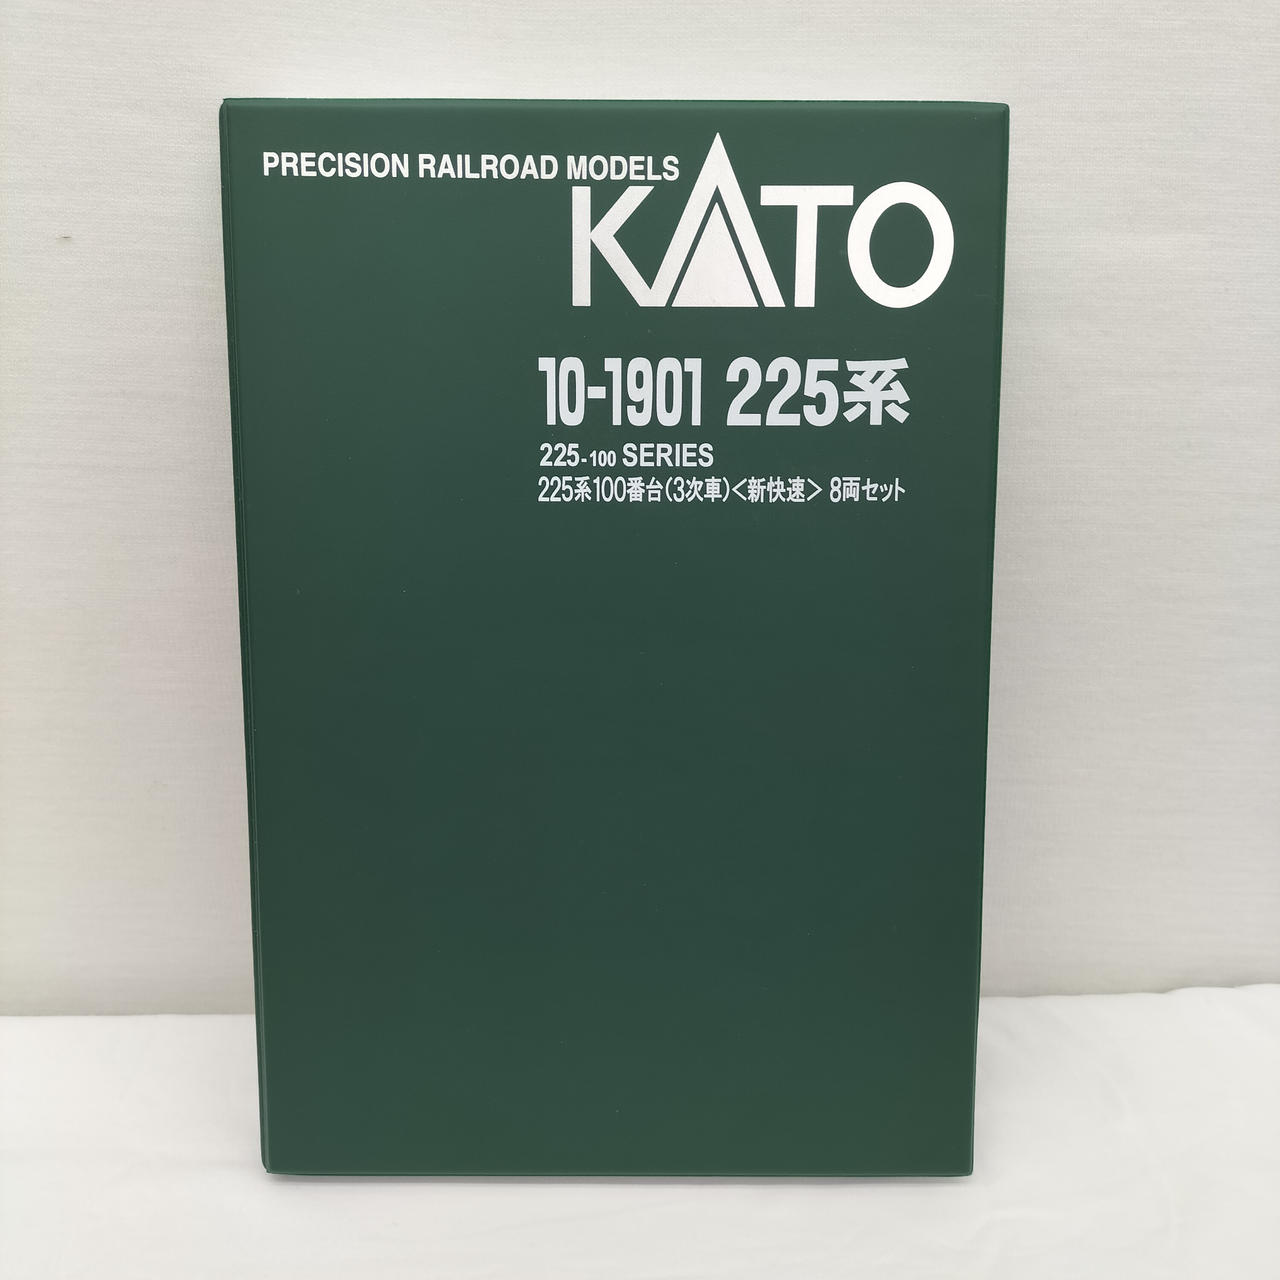 PRECISION RAILROAD MODELS
KATO
10-1901 225系
225-100 SERIES
225系100番台(3次車)<新快速> 8両セット